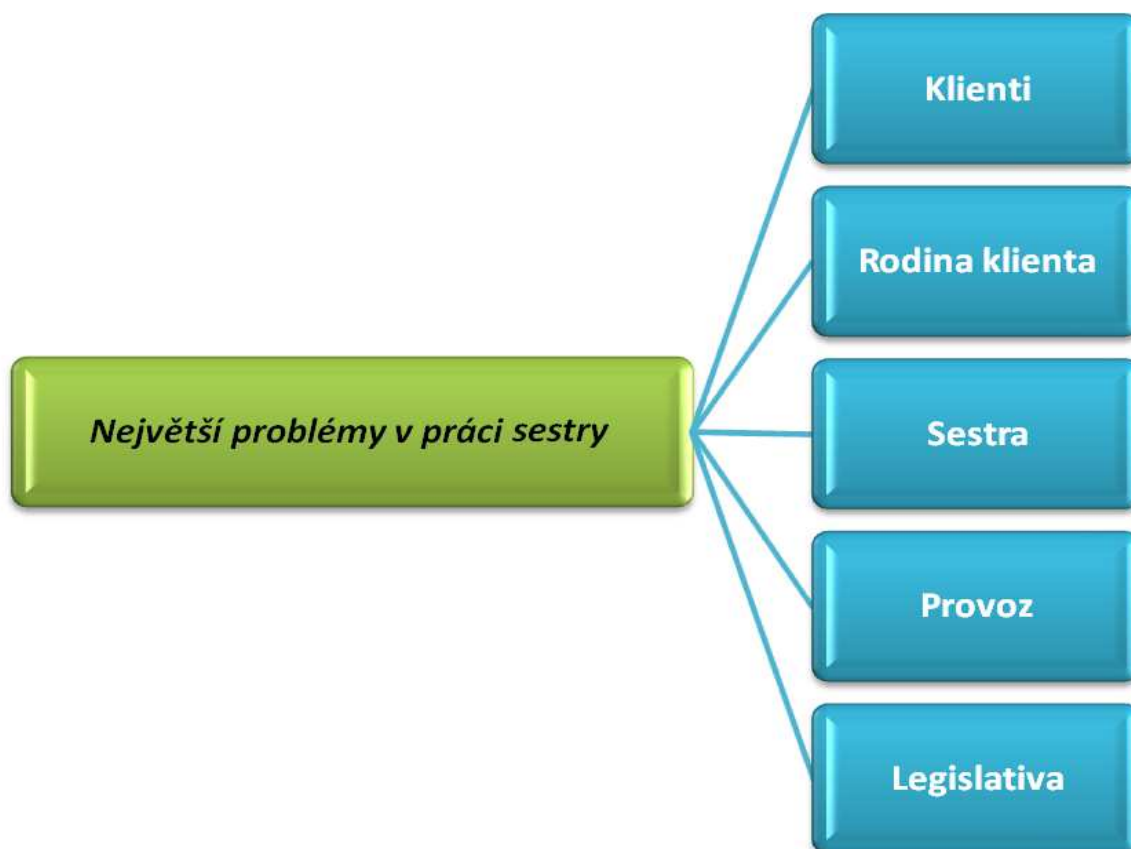 Klienti
Rodina klienta
Největší problémy v práci sestry
Sestra
Provoz
Legislativa